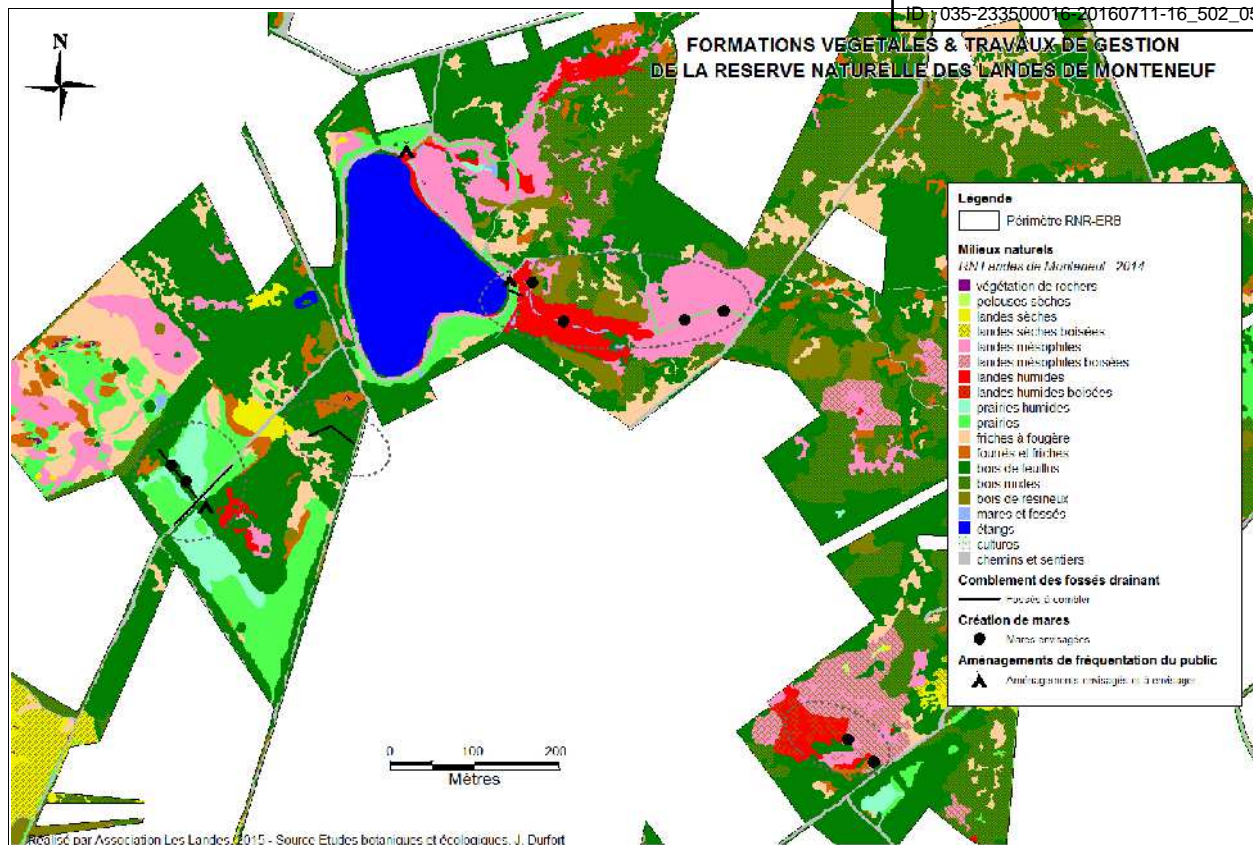 ID : 035-233500016-20160711-16_502_05
FORMATIONS VEGETALES & TRAVAUX DE GESTION
DE LA RESERVE NATURELLE DES LANDES DE MONTENEUF
N
Légende
Périmètre RNR-ERB
Milieux naturels
RN Landes de Monteneuf 2014
végétation de rochers
pelouses sèches
landes sèches
landes sèches boisées
landes mésophiles
landes mésophiles boisées
landes humides
landes humides boisées
prairies humides
prairies
friches à fougère
fourrés et friches
bois de feuillus
bois mixtes
bois de résineux
mares et fossés
étangs
cultures
chemins et sentiers
Comblement des fossés drainant
Fossés à combler
Création de mares
Mares envisagées
Aménagements de fréquentation du public
Aménagements envisagés et à envisager
0 100 200
Mètres
Réalisé par Association Les Landes, 2015 - Source Etudes botaniques et écologiques, J. Durfort